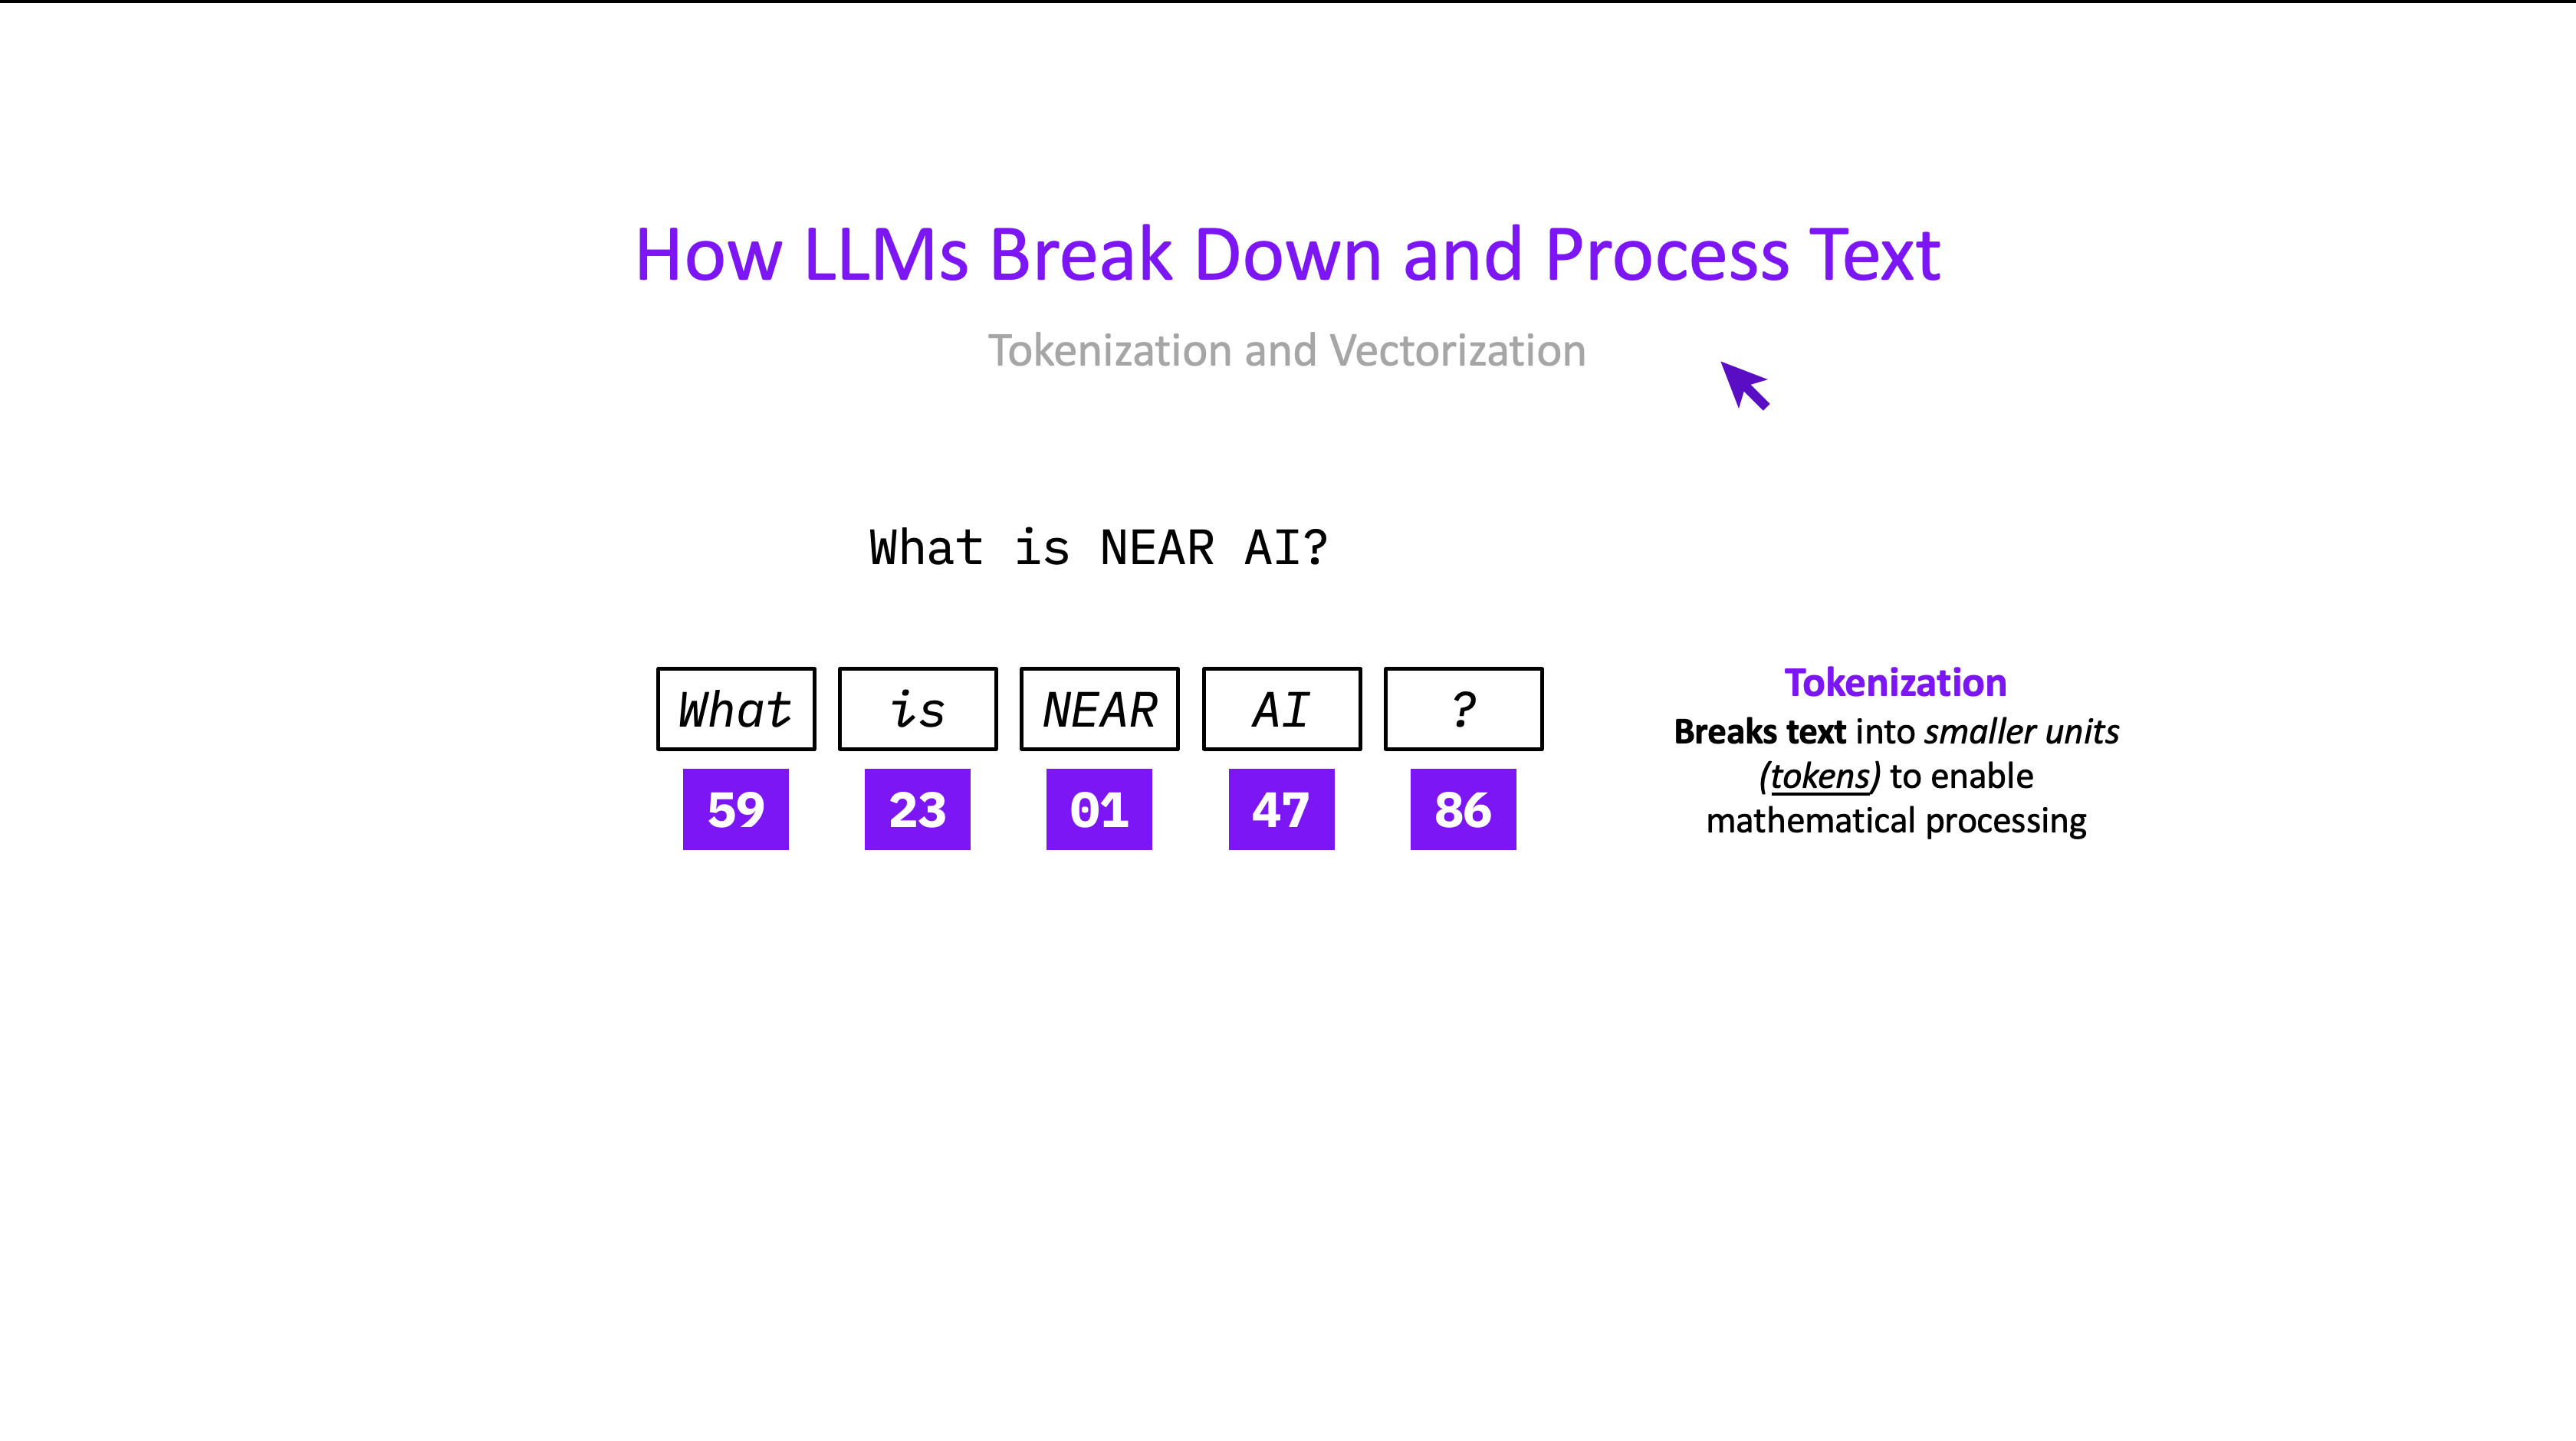 How LLMs Break Down and Process Text
Tokenization and Vectorization
What is NEAR AI?
What is NEAR AI ?
59 23 01 47 86
Tokenization
Breaks text into smaller units
(tokens) to enable
mathematical processing